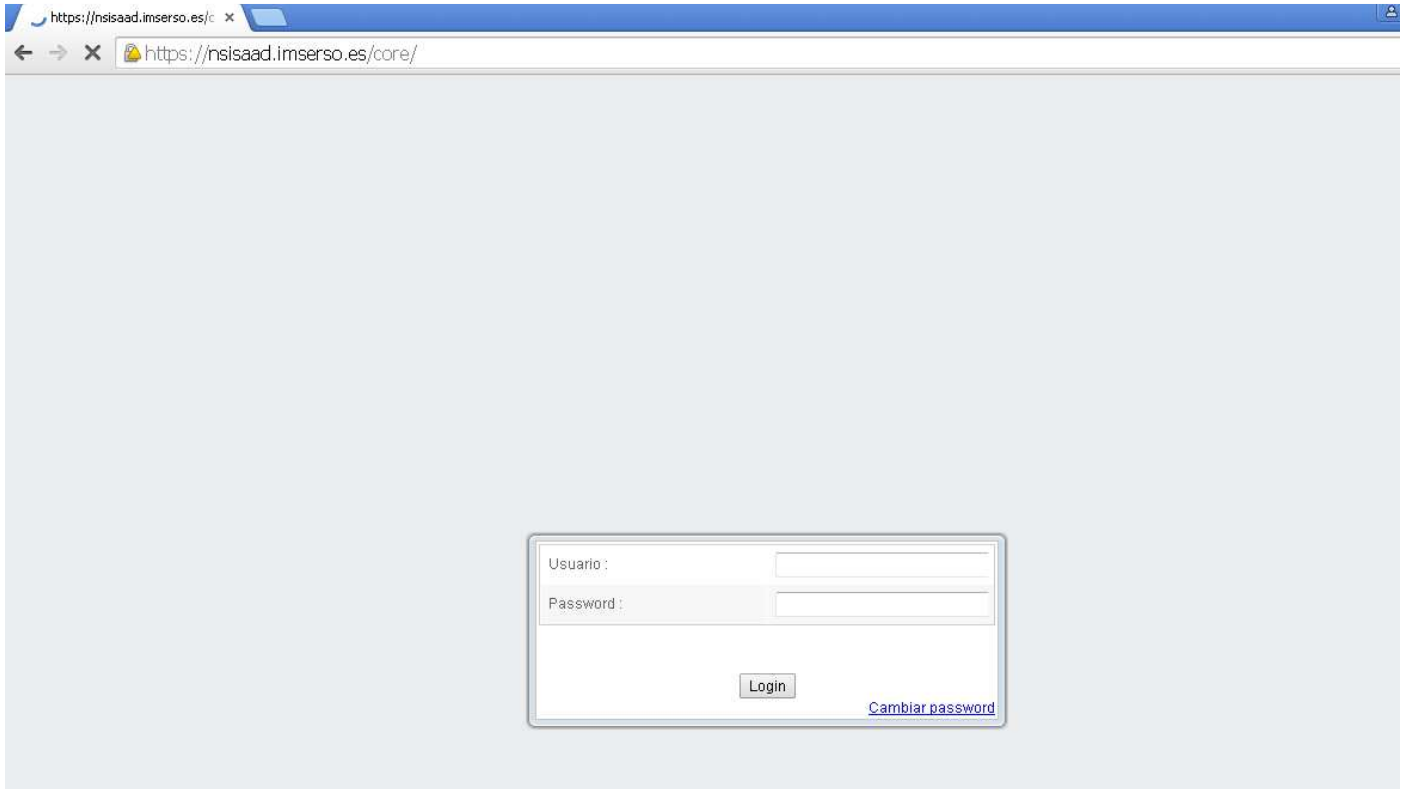 https://nsisaad.imserso.es/c
https://nsisaad.imserso.es/core/
Usuario :
Password :
Login
Cambiar password